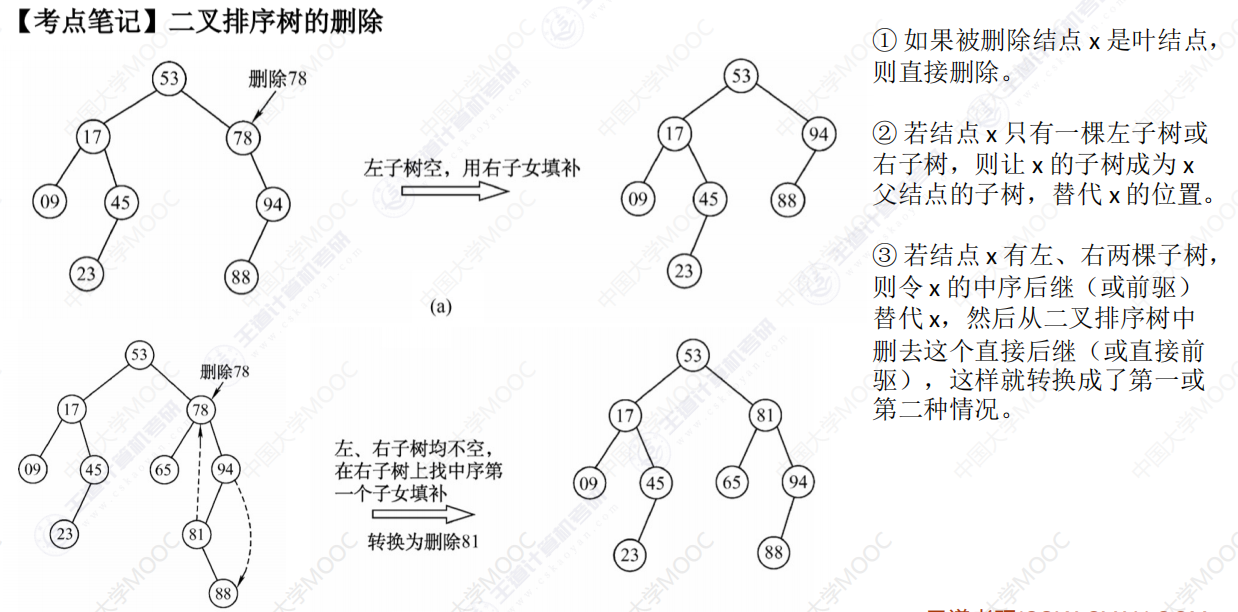 【考点笔记】二叉排序树的删除
53
删除78
17
78
09
45
94
23
88
左子树空，用右子女填补
53
17
94
09
45
88
23
(a)
53
删除78
17
78
09
45
65
94
23
81
88
左、右子树均不空，
在右子树上找中序第
一个子女填补
转换为删除81
53
17
81
09
45
65
94
23
88
① 如果被删除结点 x 是叶结点，
则直接删除。
② 若结点 x 只有一棵左子树或
右子树，则让 x 的子树成为 x
父结点的子树，替代 x 的位置。
③ 若结点 x 有左、右两棵子树，
则令 x 的中序后继（或前驱）
替代 x，然后从二叉排序树中
删去这个直接后继（或直接前
驱），这样就转换成了第一或
第二种情况。
中国大学MOOC
王道计算机考研